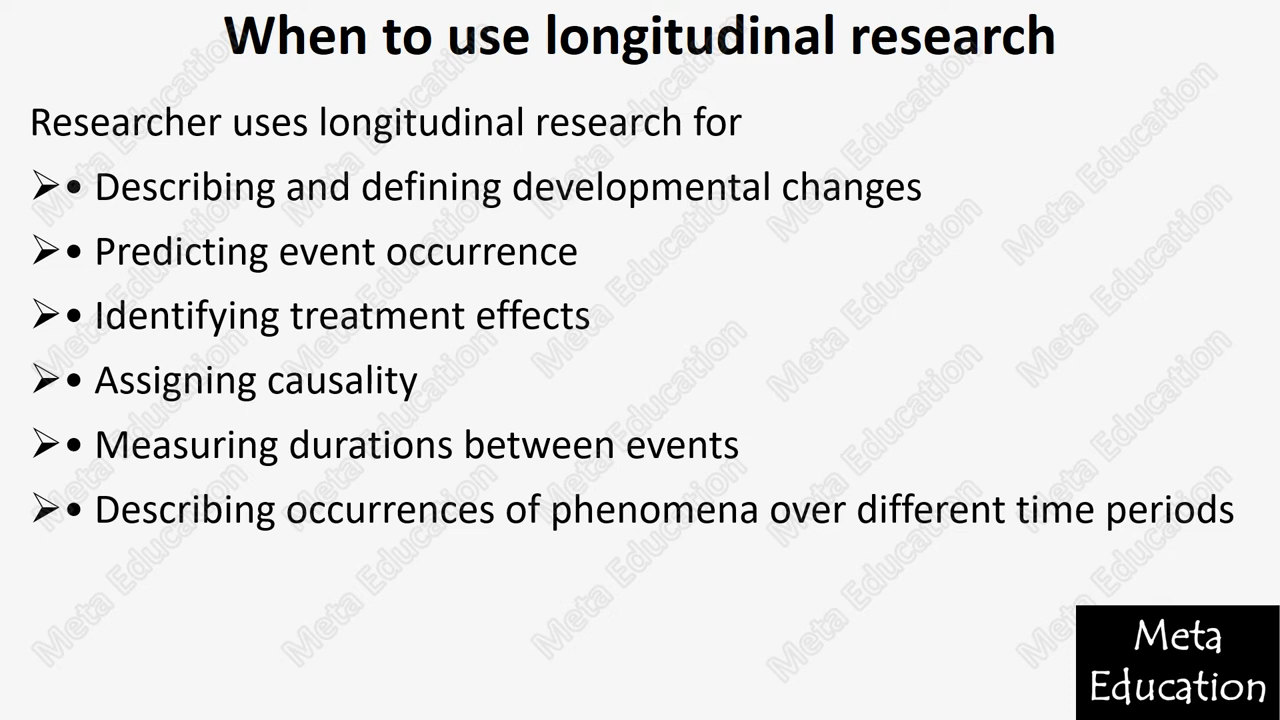 When to use longitudinal research
Researcher uses longitudinal research for
➢• Describing and defining developmental changes
➢• Predicting event occurrence
➢• Identifying treatment effects
➢• Assigning causality
➢• Measuring durations between events
➢• Describing occurrences of phenomena over different time periods
Meta
Education